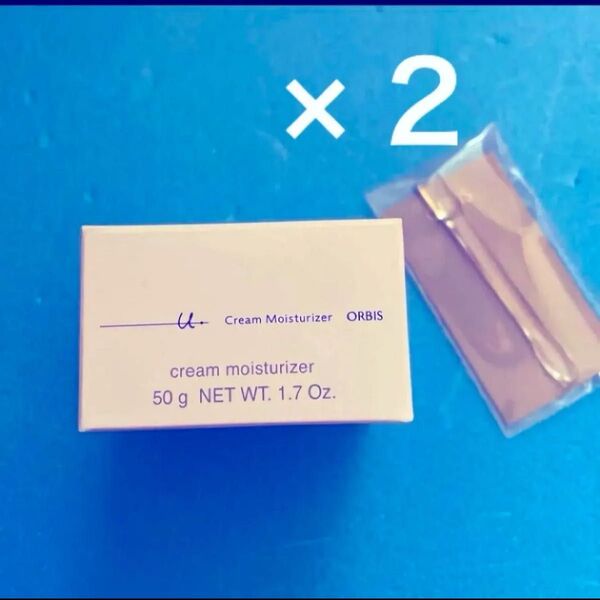 × 2
u. Cream Moisturizer ORBIS
cream moisturizer
50 g NET WT. 1.7 Oz.